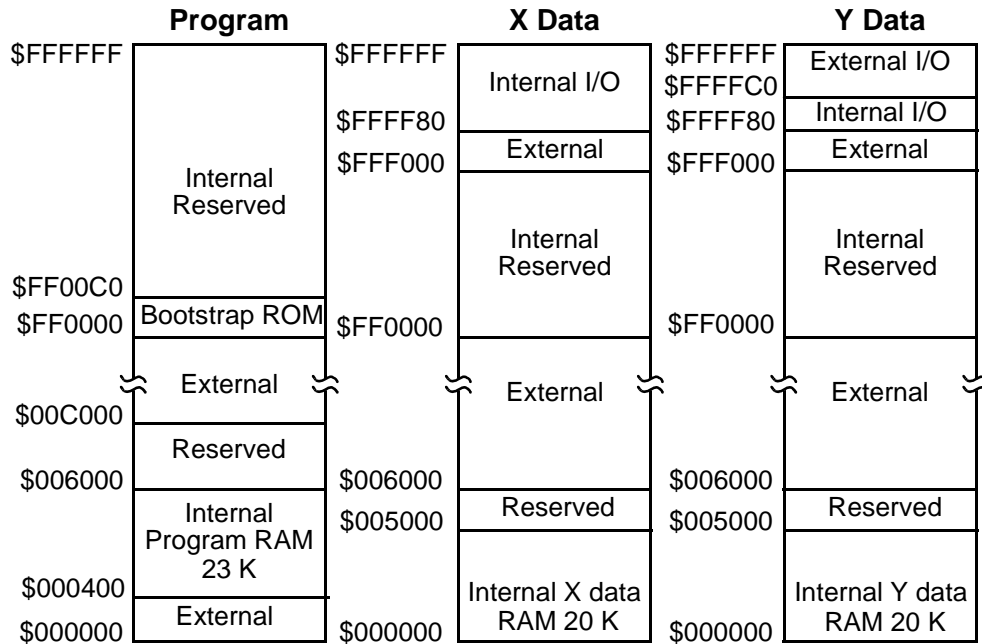 Program
$FFFFFF
Internal
Reserved
$FF00C0
Bootstrap ROM
$FF0000
External
$00C000
Reserved
$006000
Internal
Program RAM
23 K
$000400
External
$000000
X Data
$FFFFFF
Internal I/O
$FFFF80
External
$FFF000
Internal
Reserved
$FF0000
External
$006000
Reserved
$005000
Internal X data
RAM 20 K
$000000
Y Data
$FFFFFF
External I/O
$FFFFC0
Internal I/O
$FFFF80
External
$FFF000
Internal
Reserved
$FF0000
External
$006000
Reserved
$005000
Internal Y data
RAM 20 K
$000000